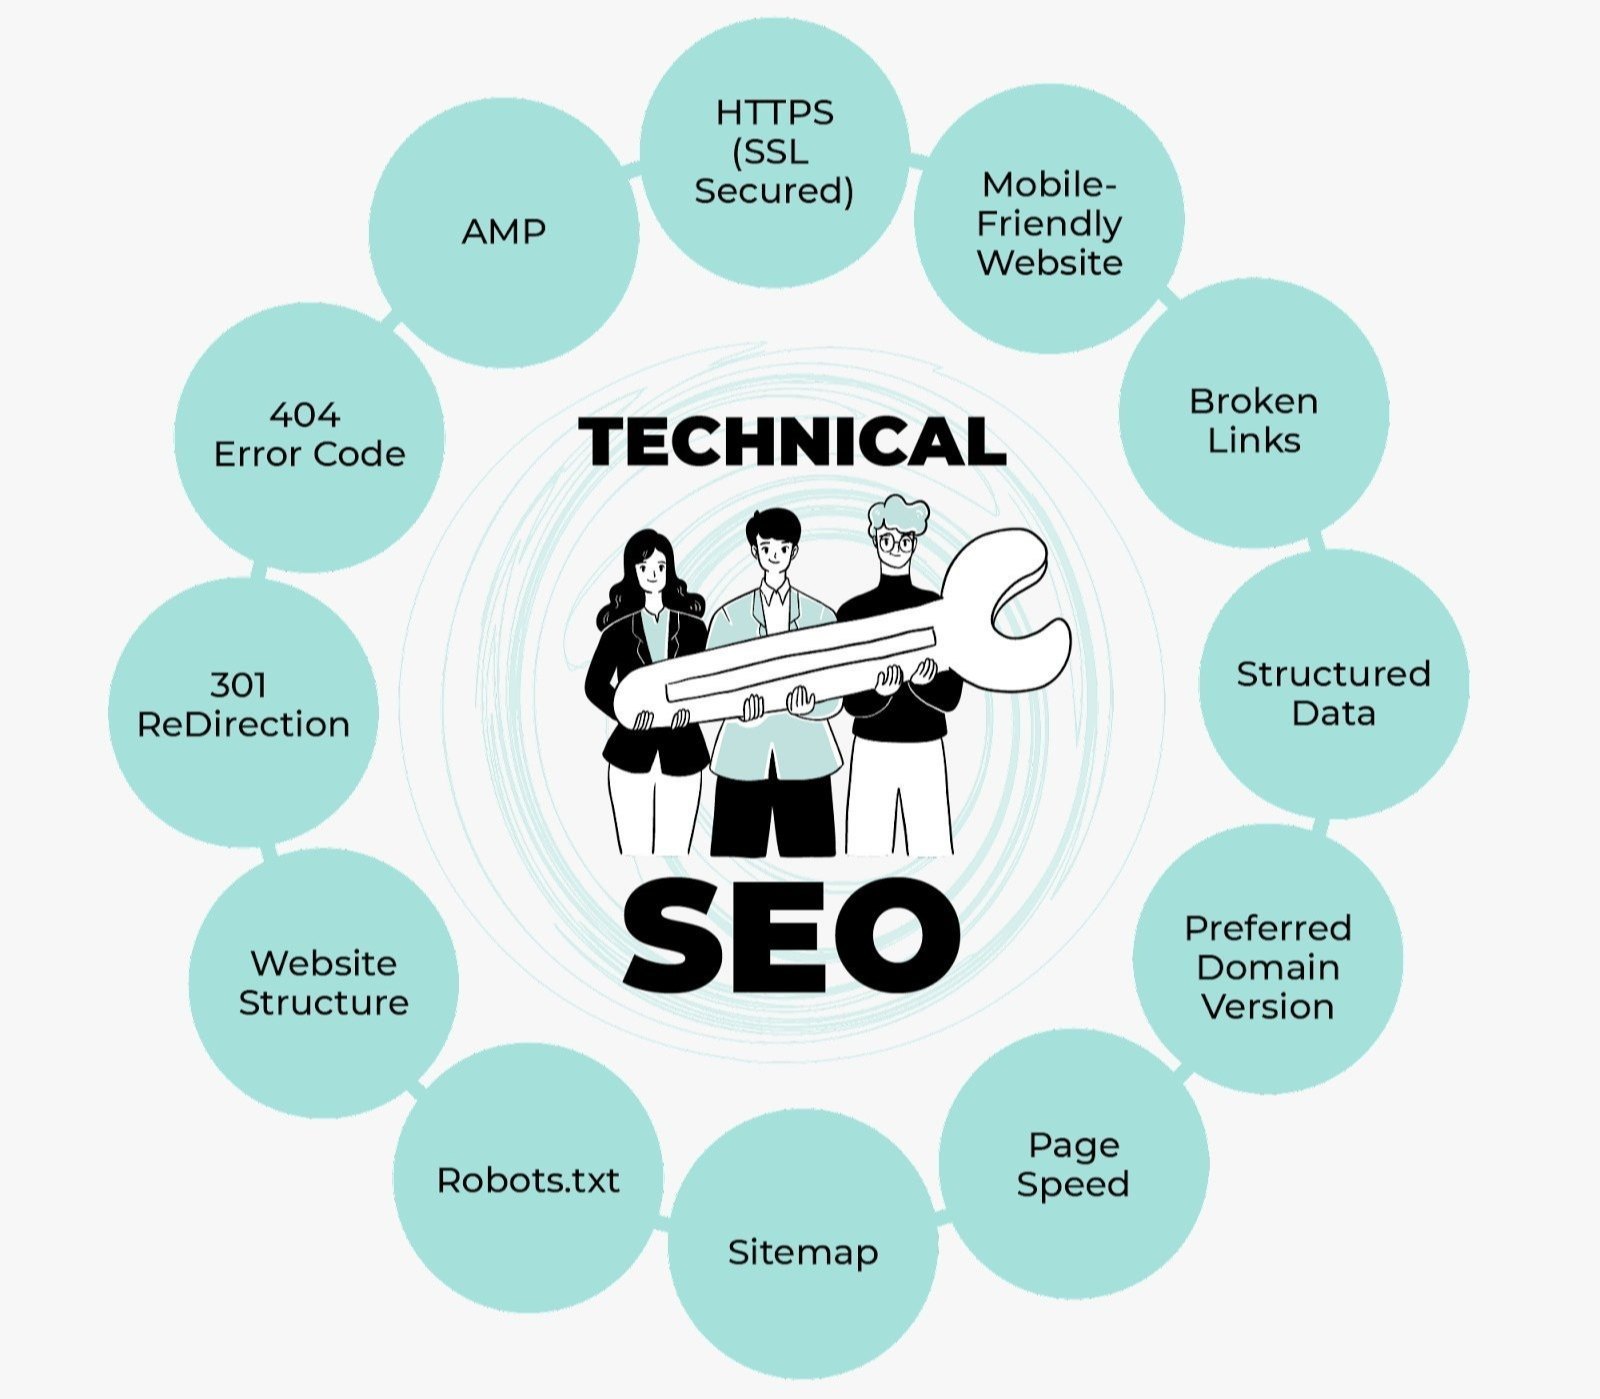 HTTPS
(SSL
Secured)
Mobile-
Friendly
Website
Broken
Links
Structured
Data
Preferred
Domain
Version
Page
Speed
Sitemap
Robots.txt
Website
Structure
301
ReDirection
404
Error Code
AMP
TECHNICAL
SEO